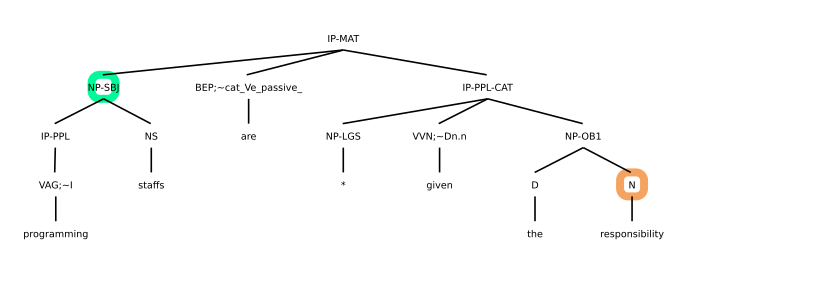 IP-MAT
NP-SBJ BEP;~cat_Ve_passive_ IP-PPL-CAT
IP-PPL NS are NP-LGS VVN;~Dn.n NP-OB1
VAG;~I staffs * given D N
programming the responsibility